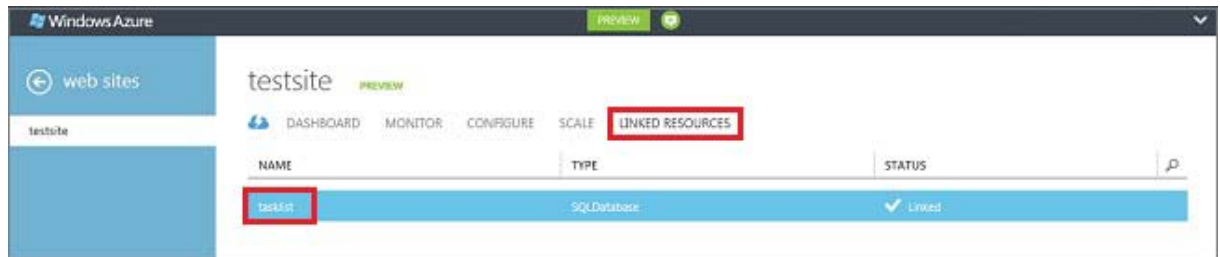 Windows Azure PREVIEW
web sites
testsite
testsite PREVIEW
DASHBOARD MONITOR CONFIGURE SCALE LINKED RESOURCES
NAME TYPE STATUS
tasklist SQLDatabase Linked